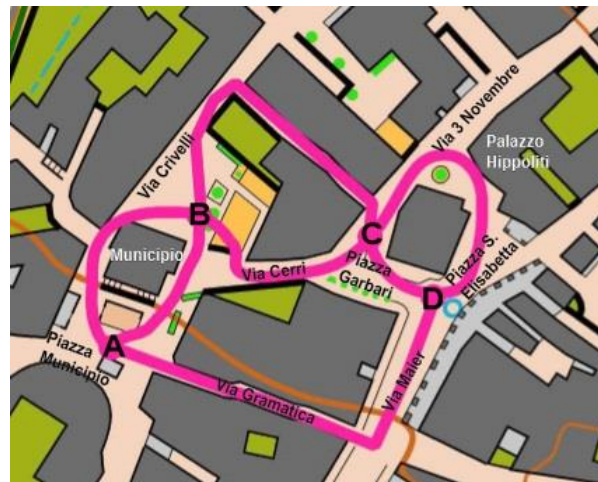 Via Crivelli
Via 3 Novembre
Palazzo
Hippoliti
B
Municipio
C
Via Cerri
Piazza
Garbari
Piazza S.
Elisabetta
D
A
Piazza
Municipio
Via Gramatica
Via Maier